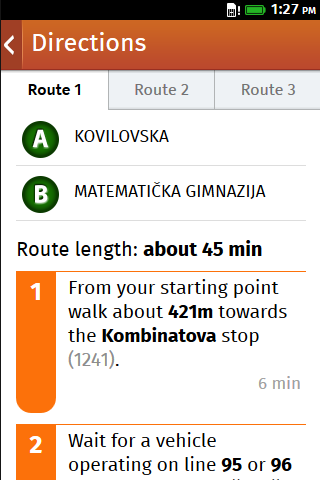 1:27 PM
Directions
Route 1
Route 2
Route 3
A
KOVILOVSKA
B
MATEMATIČKA GIMNAZIJA
Route length: about 45 min
1
From your starting point
walk about 421m towards
the Kombinatova stop
(1241).
6 min
2
Wait for a vehicle
operating on line 95 or 96